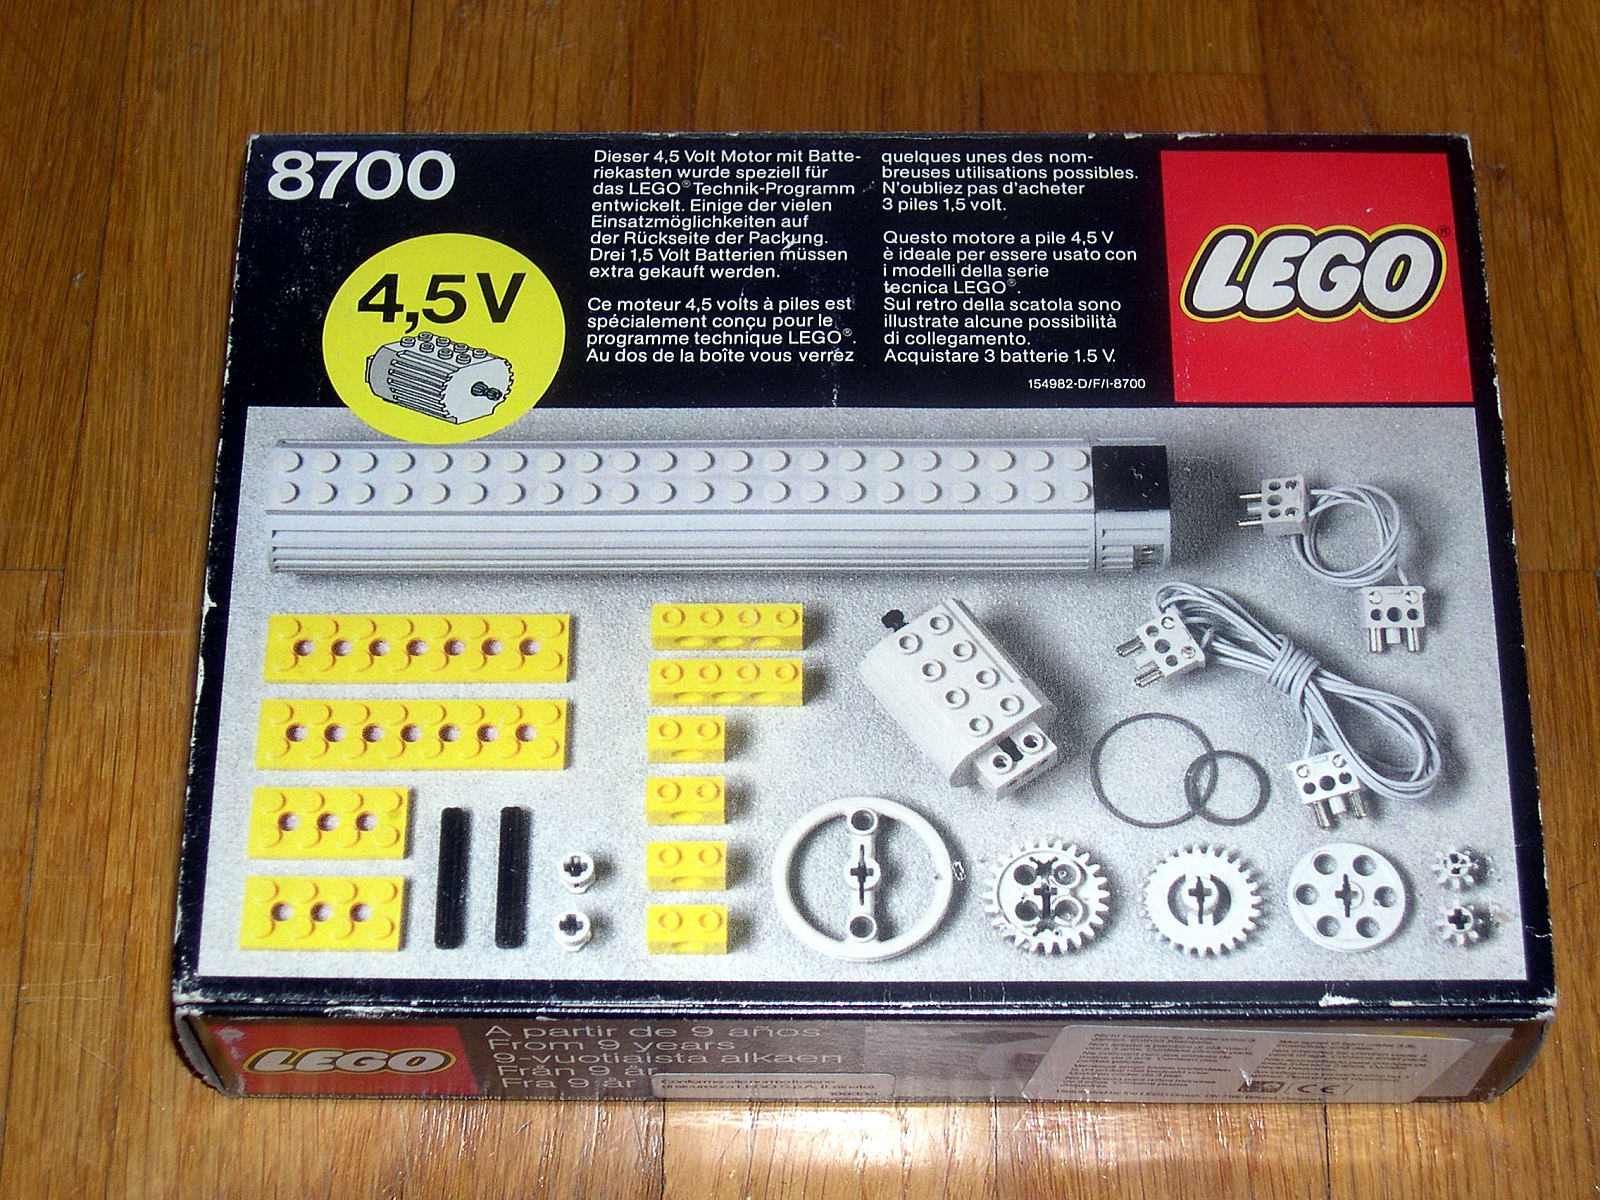 8700
4,5 V
Dieser 4,5 Volt Motor mit Batte-
riekasten wurde speziell für
das LEGO® Technik-Programm
entwickelt. Einige der vielen
Einsatzmöglichkeiten auf
der Rückseite der Packung.
Drei 1,5 Volt Batterien müssen
extra gekauft werden.
Ce moteur 4,5 volts à piles est
spécialement conçu pour le
programme technique LEGO®.
Au dos de la boîte vous verrez
quelques unes des nom-
breuses utilisations possibles.
N'oubliez pas d'acheter
3 piles 1,5 volt.
Questo motore a pile 4,5 V
è ideale per essere usato con
i modelli della serie
tecnica LEGO®.
Sul retro della scatola sono
illustrate alcune possibilità
di collegamento.
Acquistare 3 batterie 1.5 V.
154982-D/F/I-8700
LEGO®
LEGO
A partir de 9 años
From 9 years
9-vuotiaista alkaen
Från 9 år
Fra 9 år
CE